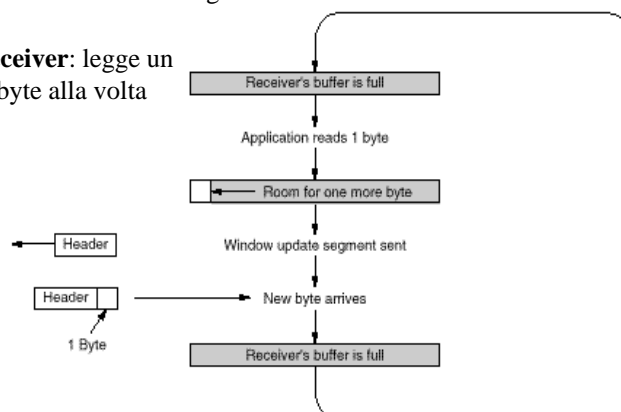 ceiver: legge un
byte alla volta
Receiver's buffer is full
Application reads 1 byte
Room for one more byte
Header
Window update segment sent
Header
New byte arrives
1 Byte
Receiver's buffer is full